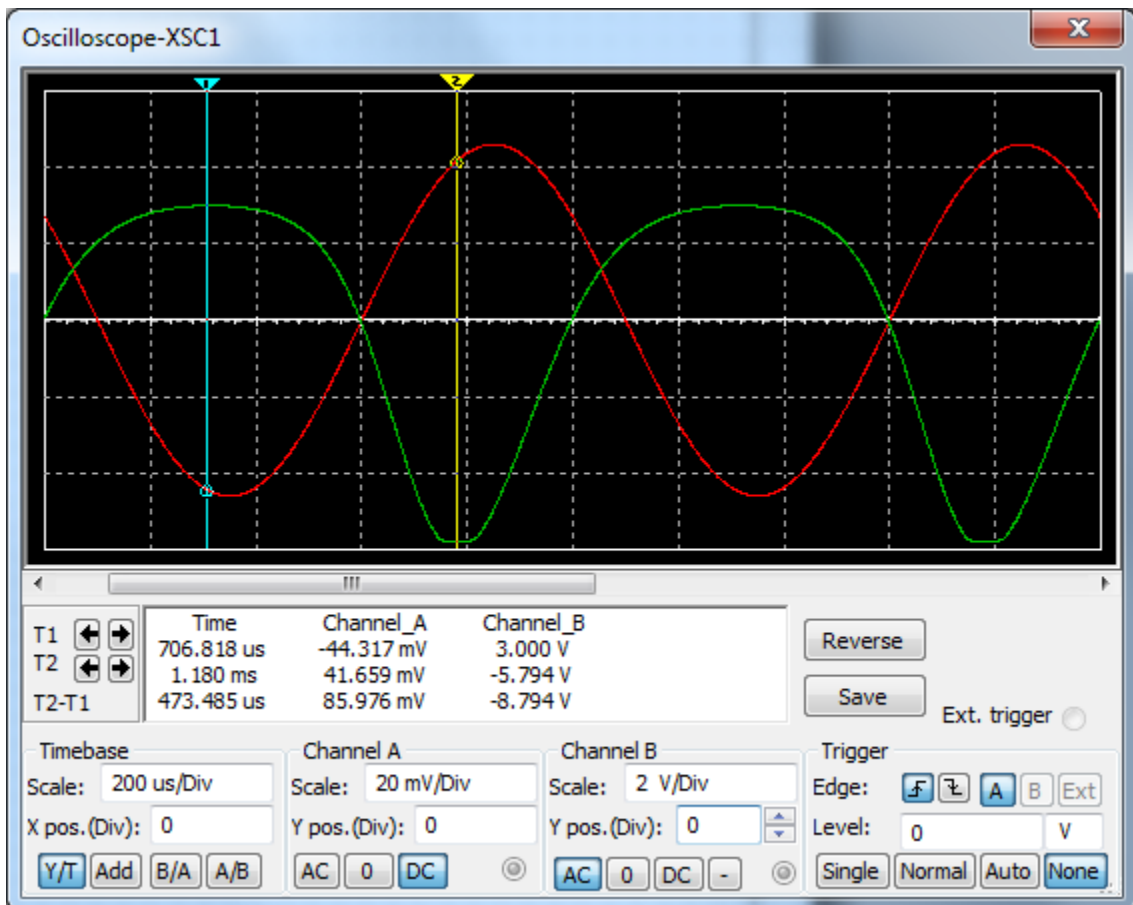 Oscilloscope-XSC1
1 2
T1
T2
T2-T1
Time Channel_A Channel_B
706.818 us -44.317 mV 3.000 V
1.180 ms 41.659 mV -5.794 V
473.485 us 85.976 mV -8.794 V
Reverse
Save
Ext. trigger
Timebase
Scale: 200 us/Div
X pos.(Div): 0
Y/T Add B/A A/B
Channel A
Scale: 20 mV/Div
Y pos.(Div): 0
AC 0 DC
Channel B
Scale: 2 V/Div
Y pos.(Div): 0
AC 0 DC -
Trigger
Edge: A B Ext
Level: 0 V
Single Normal Auto None